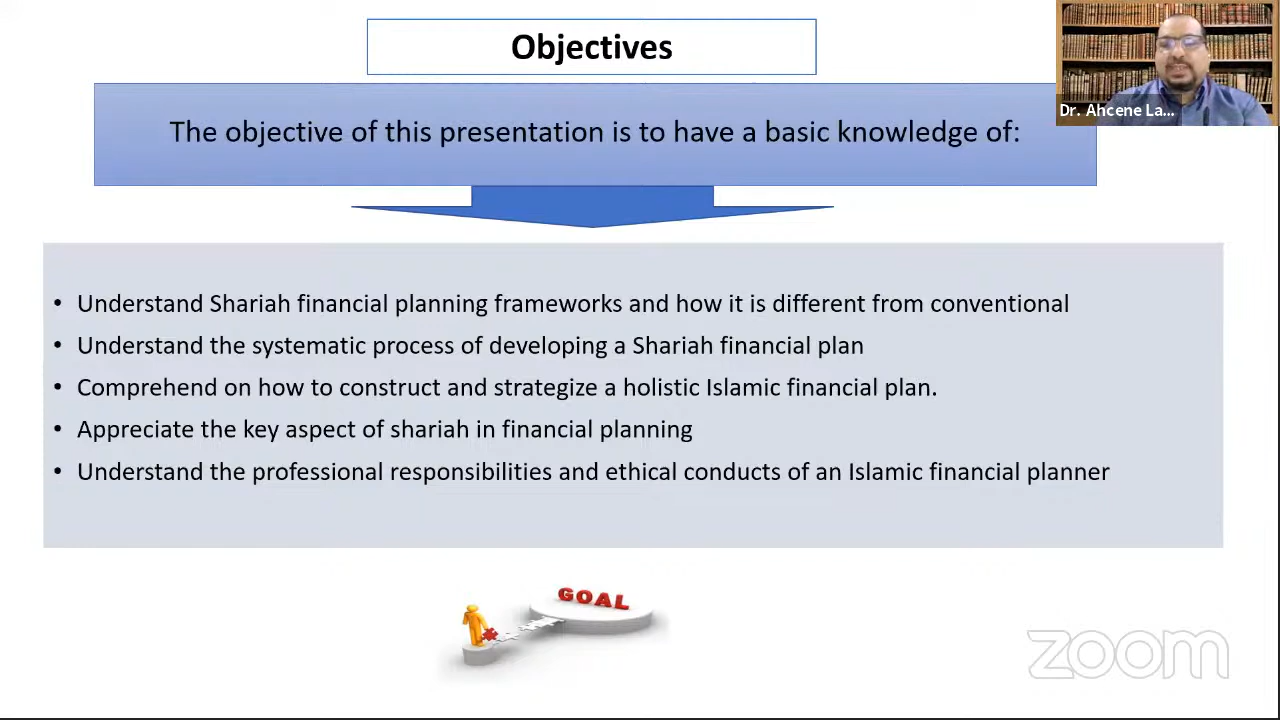 Objectives
Dr. Ahcene La...
The objective of this presentation is to have a basic knowledge of:
• Understand Shariah financial planning frameworks and how it is different from conventional
• Understand the systematic process of developing a Shariah financial plan
• Comprehend on how to construct and strategize a holistic Islamic financial plan.
• Appreciate the key aspect of shariah in financial planning
• Understand the professional responsibilities and ethical conducts of an Islamic financial planner
GOAL
zoom